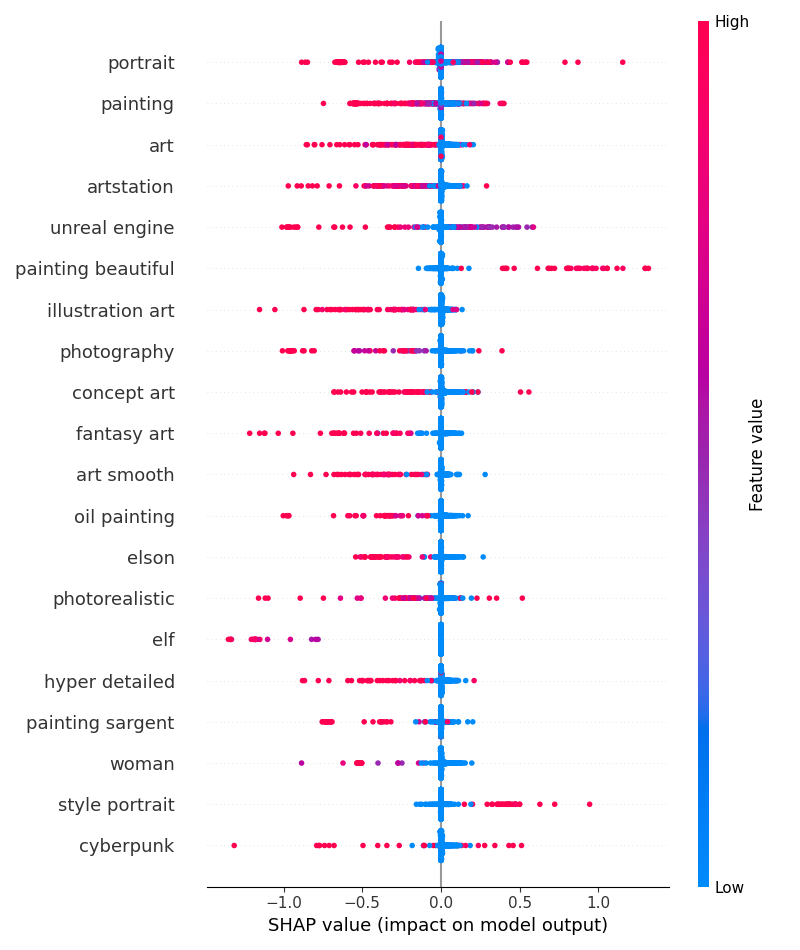 High
portrait
painting
art
artstation
unreal engine
painting beautiful
illustration art
photography
concept art
fantasy art
art smooth
oil painting
elson
photorealistic
elf
hyper detailed
painting sargent
woman
style portrait
cyberpunk
Feature value
Low
−1.0 −0.5 0.0 0.5 1.0
SHAP value (impact on model output)